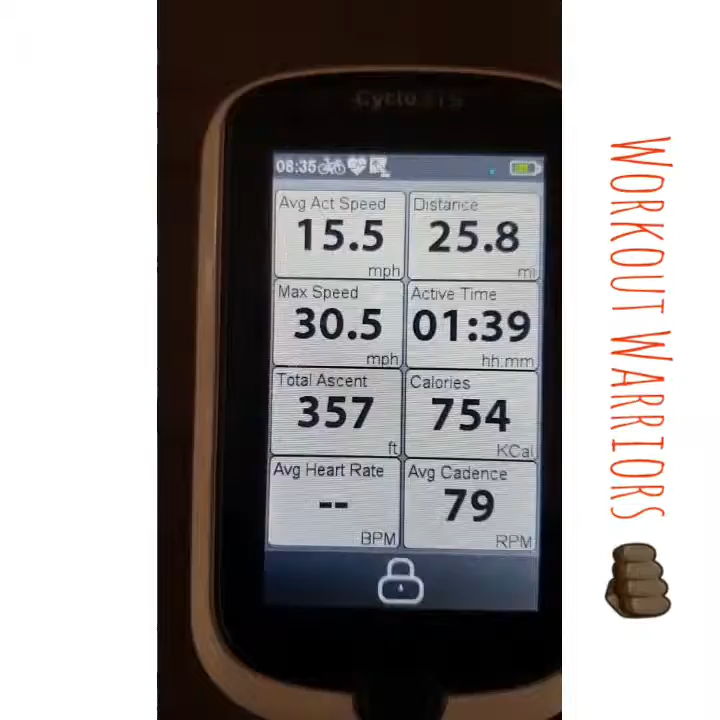 Cyclo 315
08:35
Avg Act Speed
15.5
mph
Distance
25.8
mi
Max Speed
30.5
mph
Active Time
01:39
hh:mm
Total Ascent
357
ft
Calories
754
KCal
Avg Heart Rate
--
BPM
Avg Cadence
79
RPM
WORKOUT WARRIORS